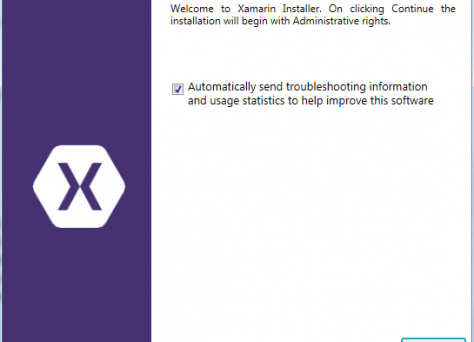 Welcome to Xamarin Installer. On clicking Continue the
installation will begin with Administrative rights.
Automatically send troubleshooting information
and usage statistics to help improve this software
X